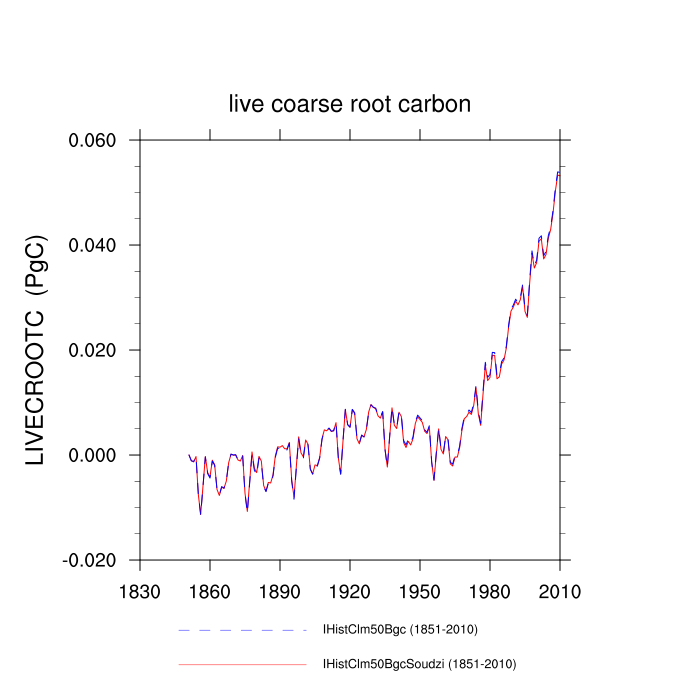 live coarse root carbon
0.060
0.040
0.020
0.000
-0.020
LIVECROOTC (PgC)
1830 1860 1890 1920 1950 1980 2010
IHistClm50Bgc (1851-2010)
IHistClm50BgcSoudzi (1851-2010)